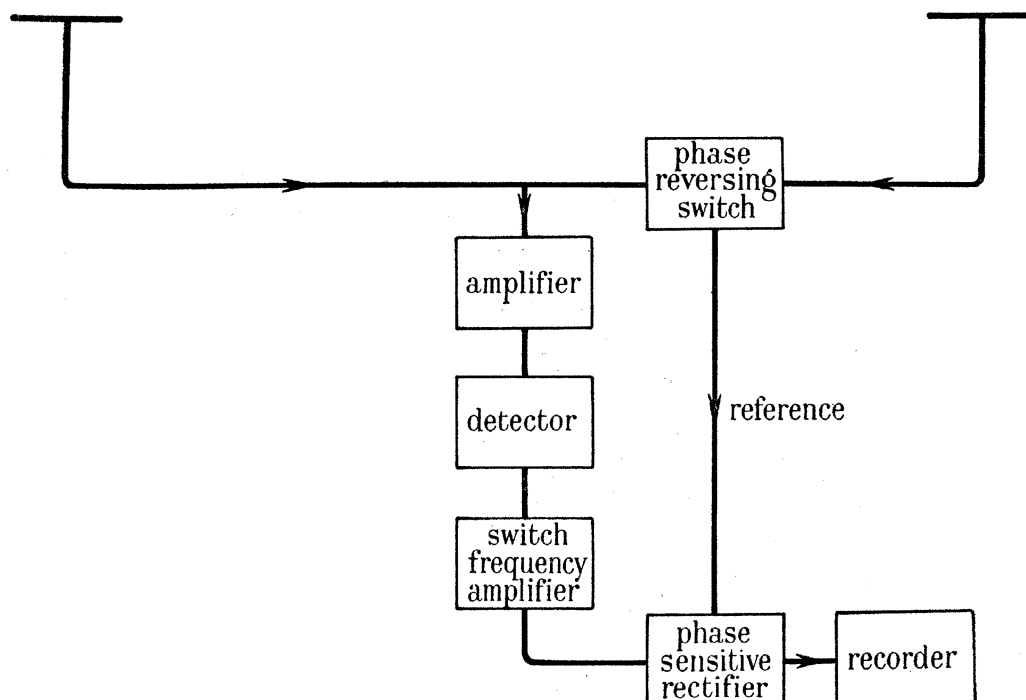 phase
reversing
switch
amplifier
detector
reference
switch
frequency
amplifier
phase
sensitive
rectifier
recorder